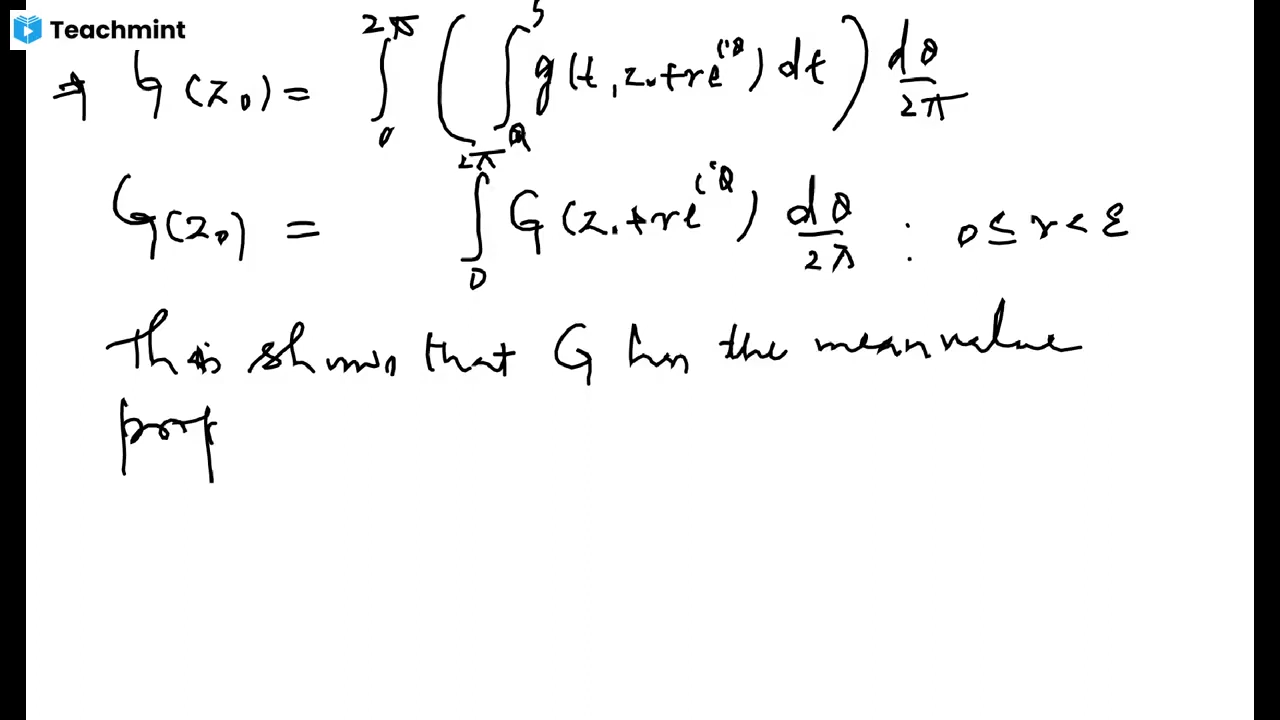 Teachmint
⇒ G(z₀) = ∫₀^{2π} ( ∫ₐ^b g(t, z₀+re^{iθ}) dt ) dθ/2π
G(z₀) = ∫₀^{2π} G(z₀+re^{iθ}) dθ/2π : 0 ≤ r < ε
This shows that G has the mean value
prop